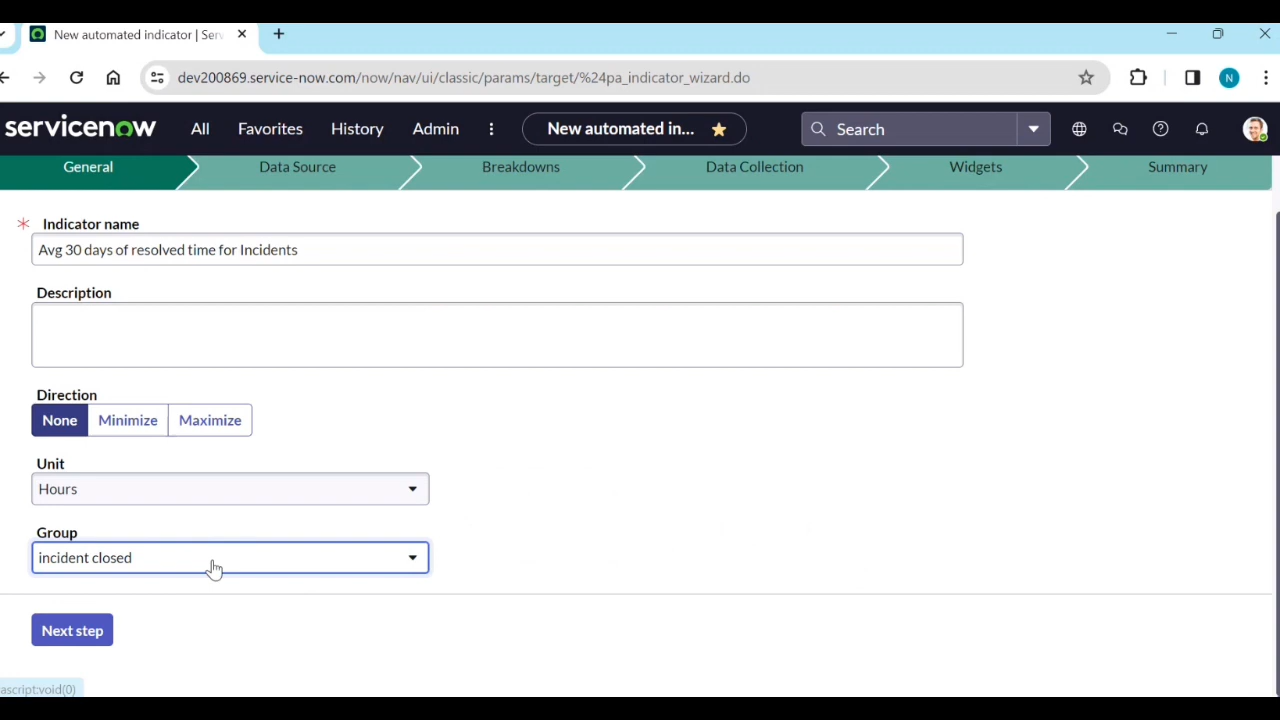 New automated indicator | Serv
dev200869.service-now.com/now/nav/ui/classic/params/target/%24pa_indicator_wizard.do
N
servicenow All Favorites History Admin New automated in... Search
General Data Source Breakdowns Data Collection Widgets Summary
* Indicator name
Avg 30 days of resolved time for Incidents
Description
Direction
None Minimize Maximize
Unit
Hours
Group
incident closed
Next step
ascript:void(0)